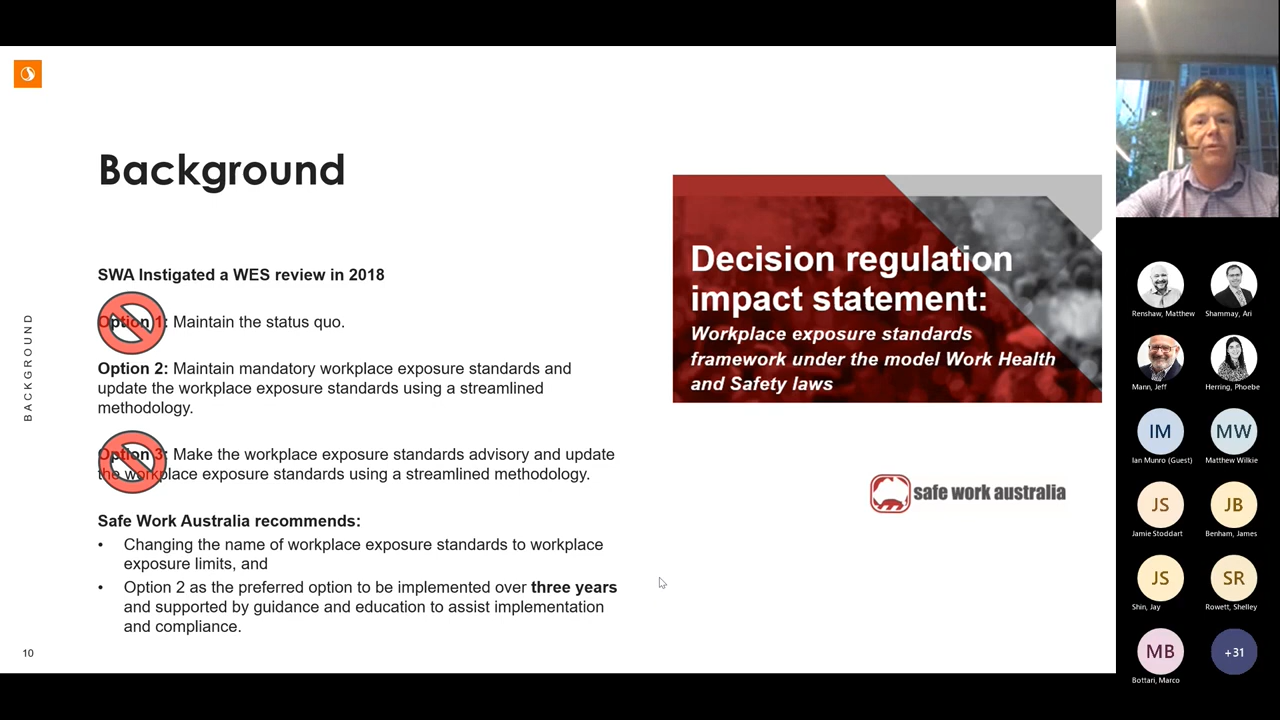 Background
BACKGROUND
SWA Instigated a WES review in 2018
Option 1: Maintain the status quo.
Option 2: Maintain mandatory workplace exposure standards and
update the workplace exposure standards using a streamlined
methodology.
Option 3: Make the workplace exposure standards advisory and update
the workplace exposure standards using a streamlined methodology.
Safe Work Australia recommends:
• Changing the name of workplace exposure standards to workplace
exposure limits, and
• Option 2 as the preferred option to be implemented over three years
and supported by guidance and education to assist implementation
and compliance.
10
Decision regulation
impact statement:
Workplace exposure standards
framework under the model Work Health
and Safety laws
safe work australia
Renshaw, Matthew
Shammay, Ari
Mann, Jeff
Herring, Phoebe
IM
MW
Ian Munro (Guest)
Matthew Wilkie
JS
JB
Jamie Stoddart
Benham, James
JS
SR
Shin, Jay
Rowett, Shelley
MB
+31
Bottari, Marco